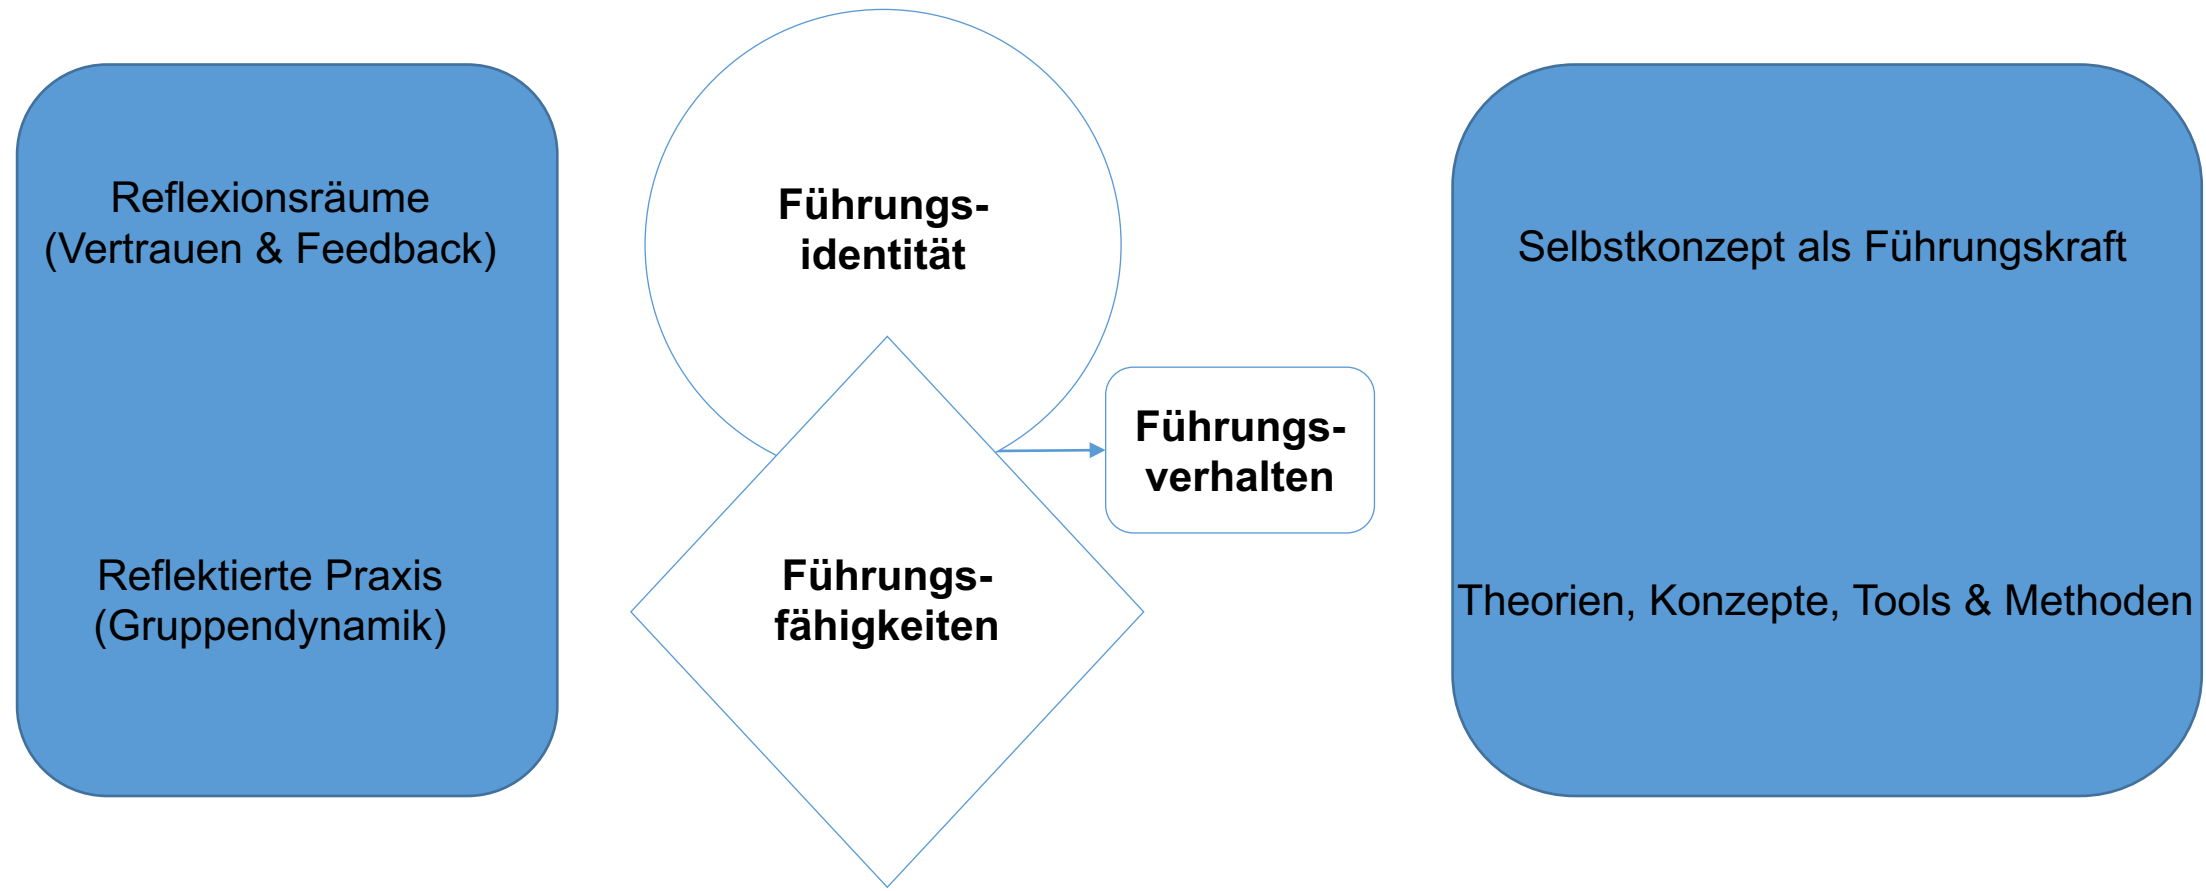 Reflexionsräume
(Vertrauen & Feedback)
Reflektierte Praxis
(Gruppendynamik)
Führungs-
identität
Führungs-
fähigkeiten
Führungs-
verhalten
Selbstkonzept als Führungskraft
Theorien, Konzepte, Tools & Methoden